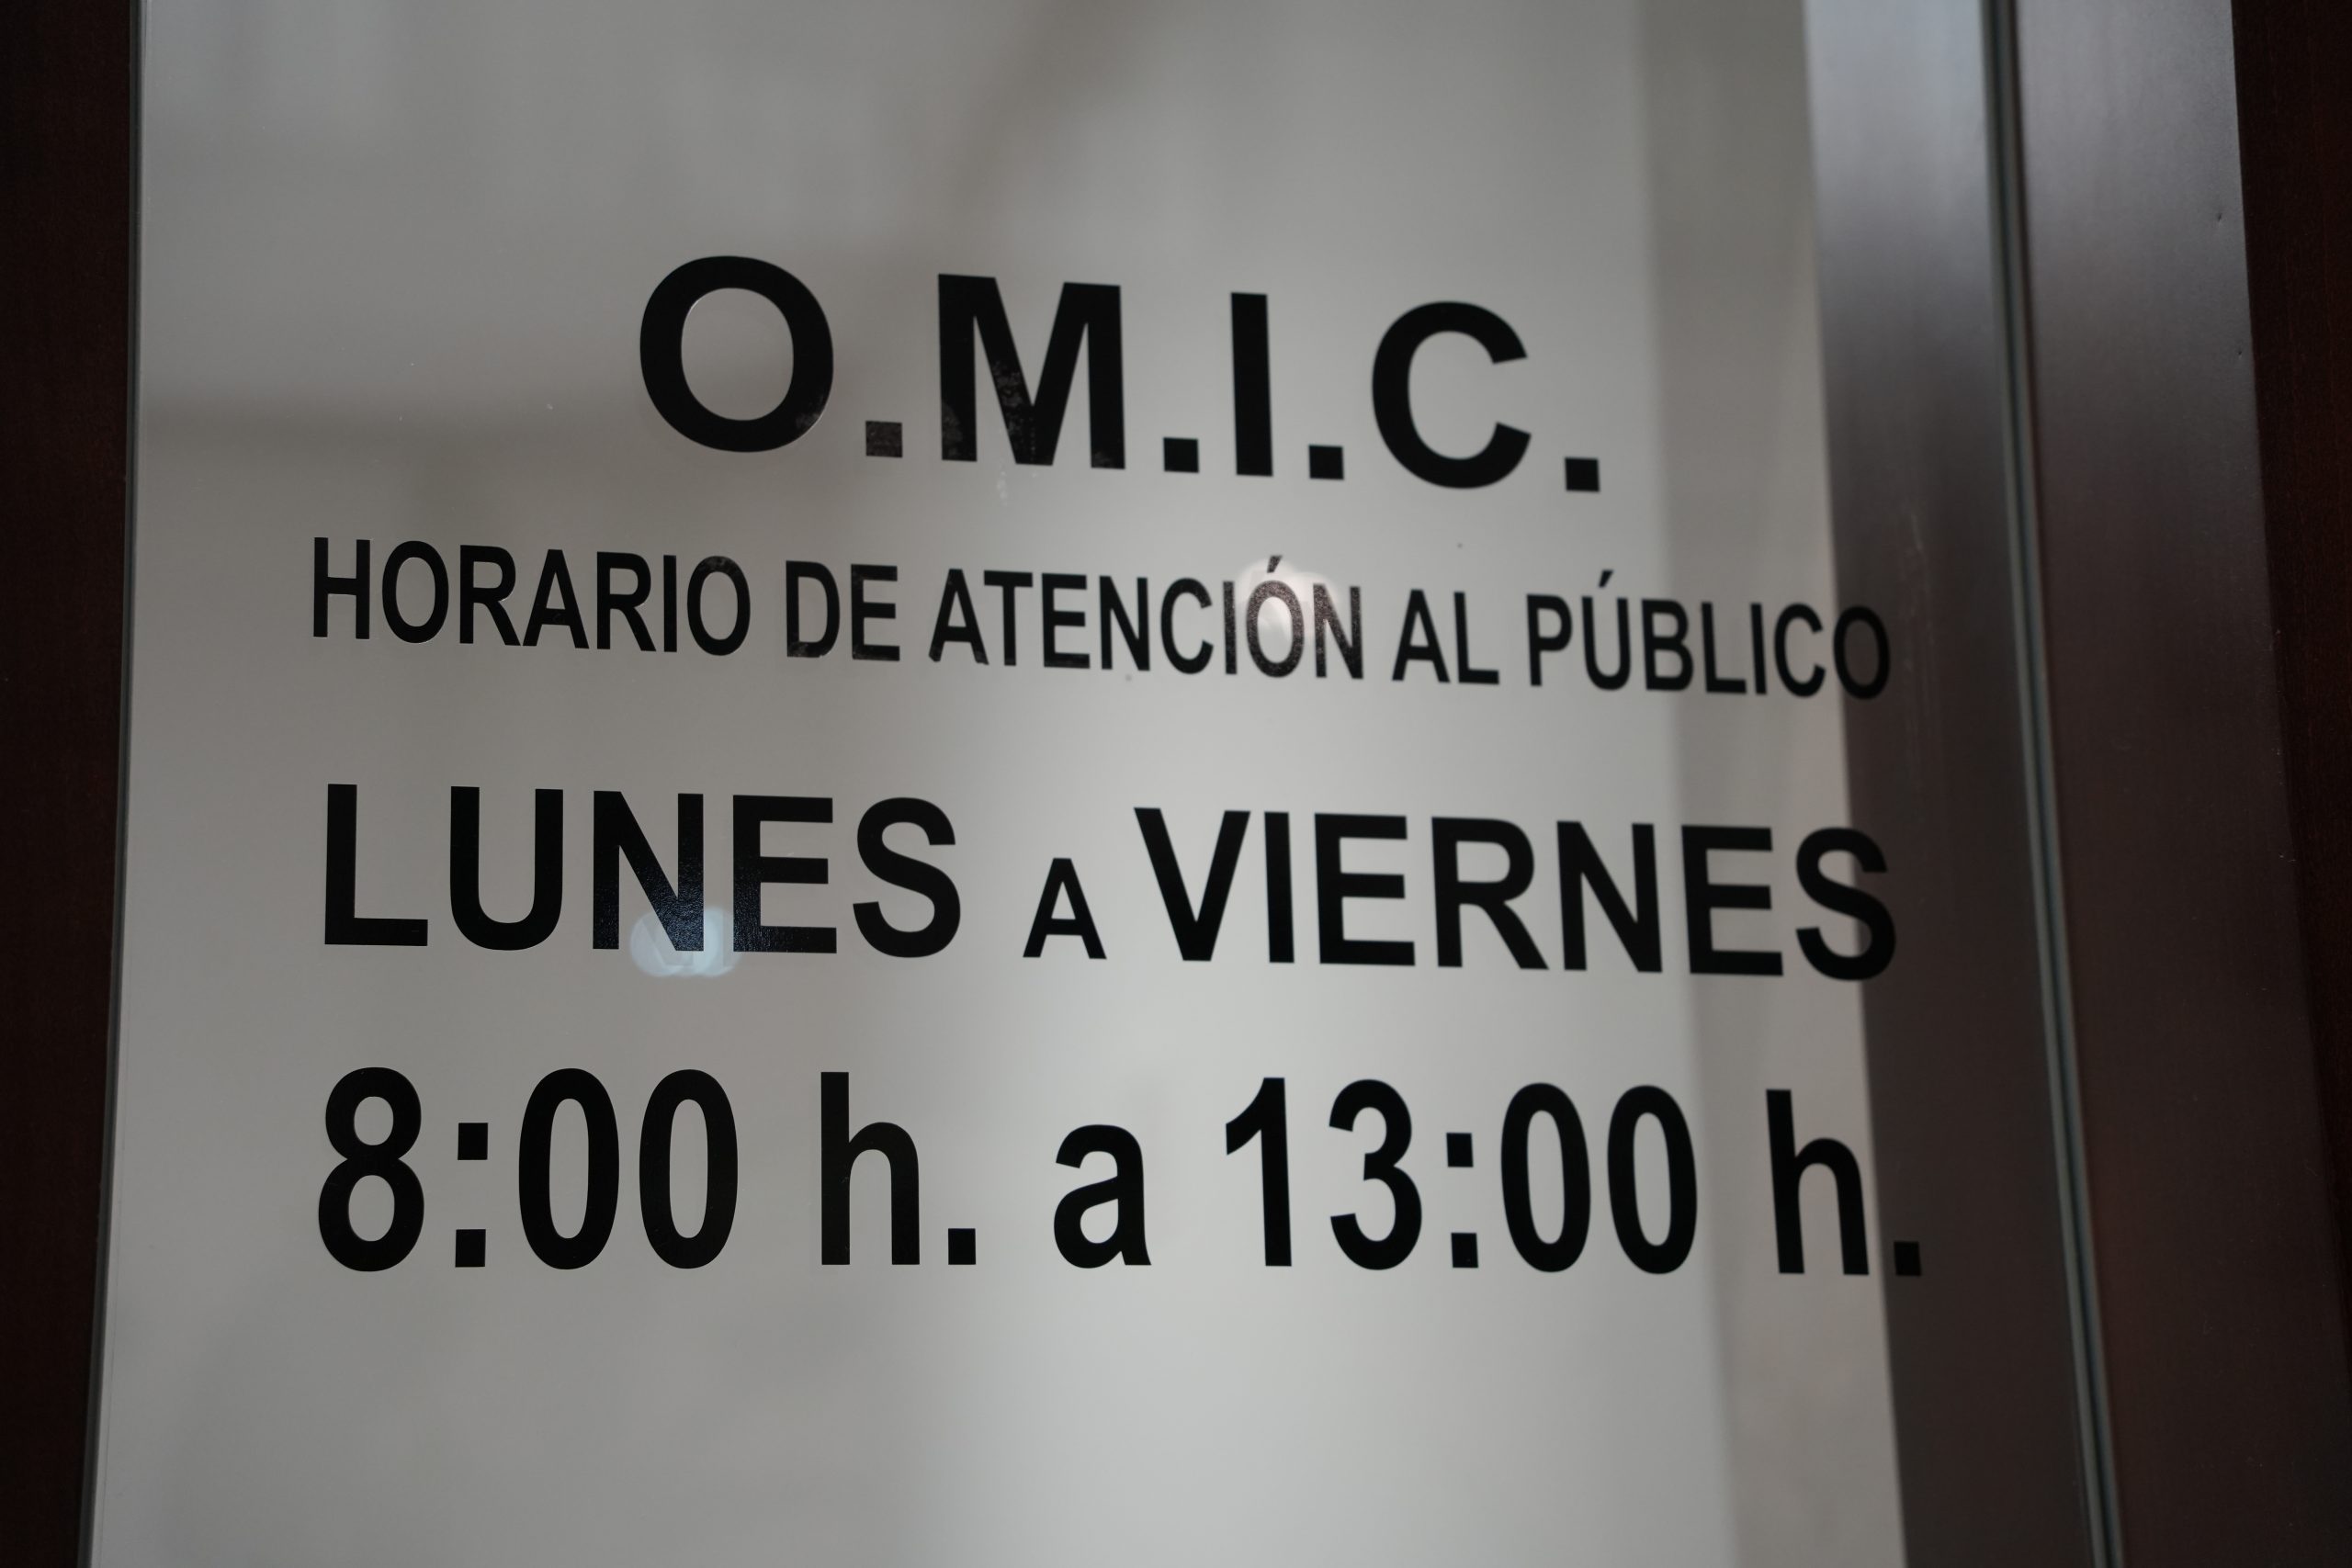 O.M.I.C.
HORARIO DE ATENCIÓN AL PÚBLICO
LUNES A VIERNES
8:00 h. a 13:00 h.